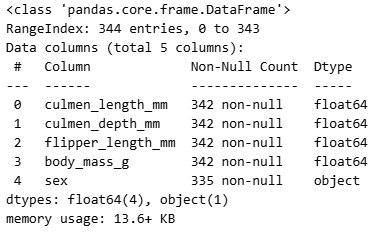 <class 'pandas.core.frame.DataFrame'>
RangeIndex: 344 entries, 0 to 343
Data columns (total 5 columns):
 #   Column             Non-Null Count  Dtype
---  ------             --------------  -----
 0   culmen_length_mm   342 non-null    float64
 1   culmen_depth_mm    342 non-null    float64
 2   flipper_length_mm  342 non-null    float64
 3   body_mass_g        342 non-null    float64
 4   sex                335 non-null    object
dtypes: float64(4), object(1)
memory usage: 13.6+ KB